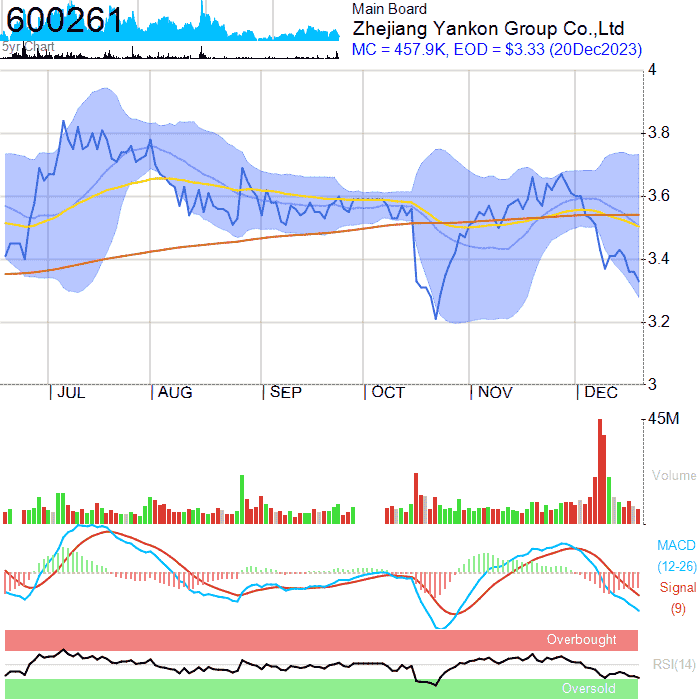 600261
5yr Chart
Main Board
Zhejiang Yankon Group Co.,Ltd
MC = 457.9K, EOD = $3.33 (20Dec2023)
4
3.8
3.6
3.4
3.2
3
JUL AUG SEP OCT NOV DEC
45M
Volume
MACD
(12-26)
Signal
(9)
Overbought
RSI(14)
Oversold